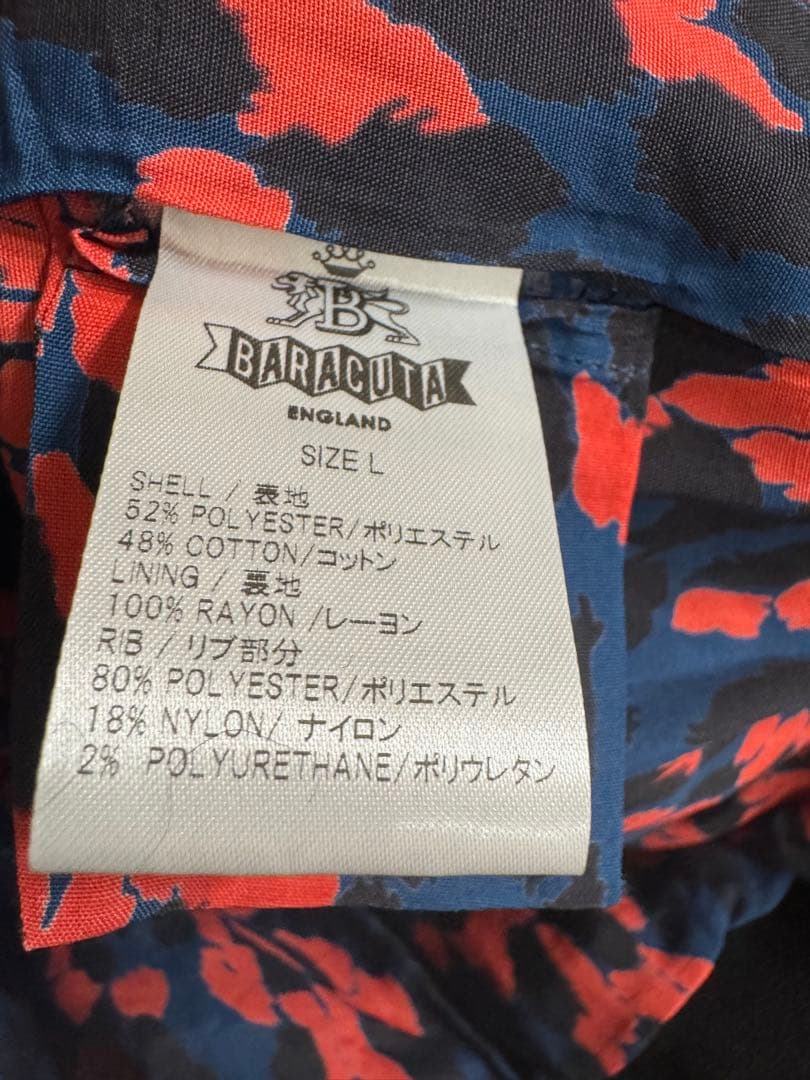 B
BARACUTA
ENGLAND
SIZE L
SHELL / 表地
52% POLYESTER/ポリエステル
48% COTTON/コットン
LINING / 裏地
100% RAYON /レーヨン
RIB / リブ部分
80% POLYESTER/ポリエステル
18% NYLON/ ナイロン
2% POLYURETHANE/ポリウレタン